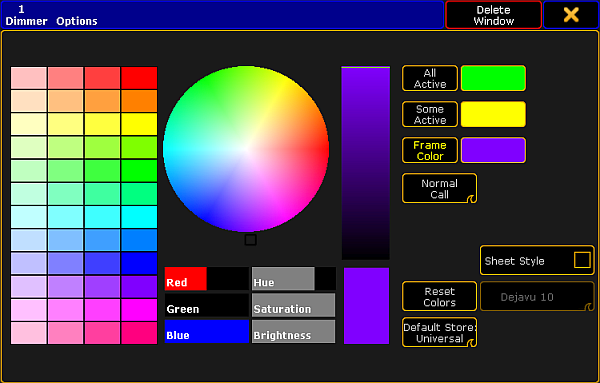 1
Dimmer Options
Delete
Window
All
Active
Some
Active
Frame
Color
Normal
Call
Sheet Style
Red
Hue
Green
Saturation
Blue
Brightness
Reset
Colors
Dejavu 10
Default Store:
Universal